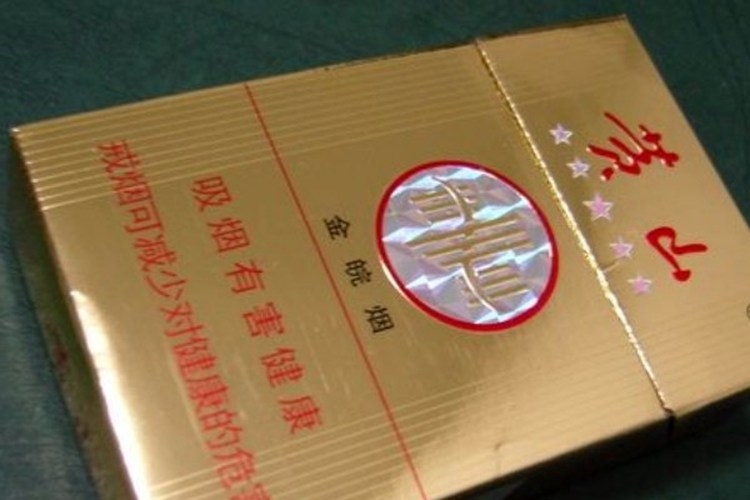 黄山
金皖烟
吸烟有害健康
戒烟可减少对健康的危